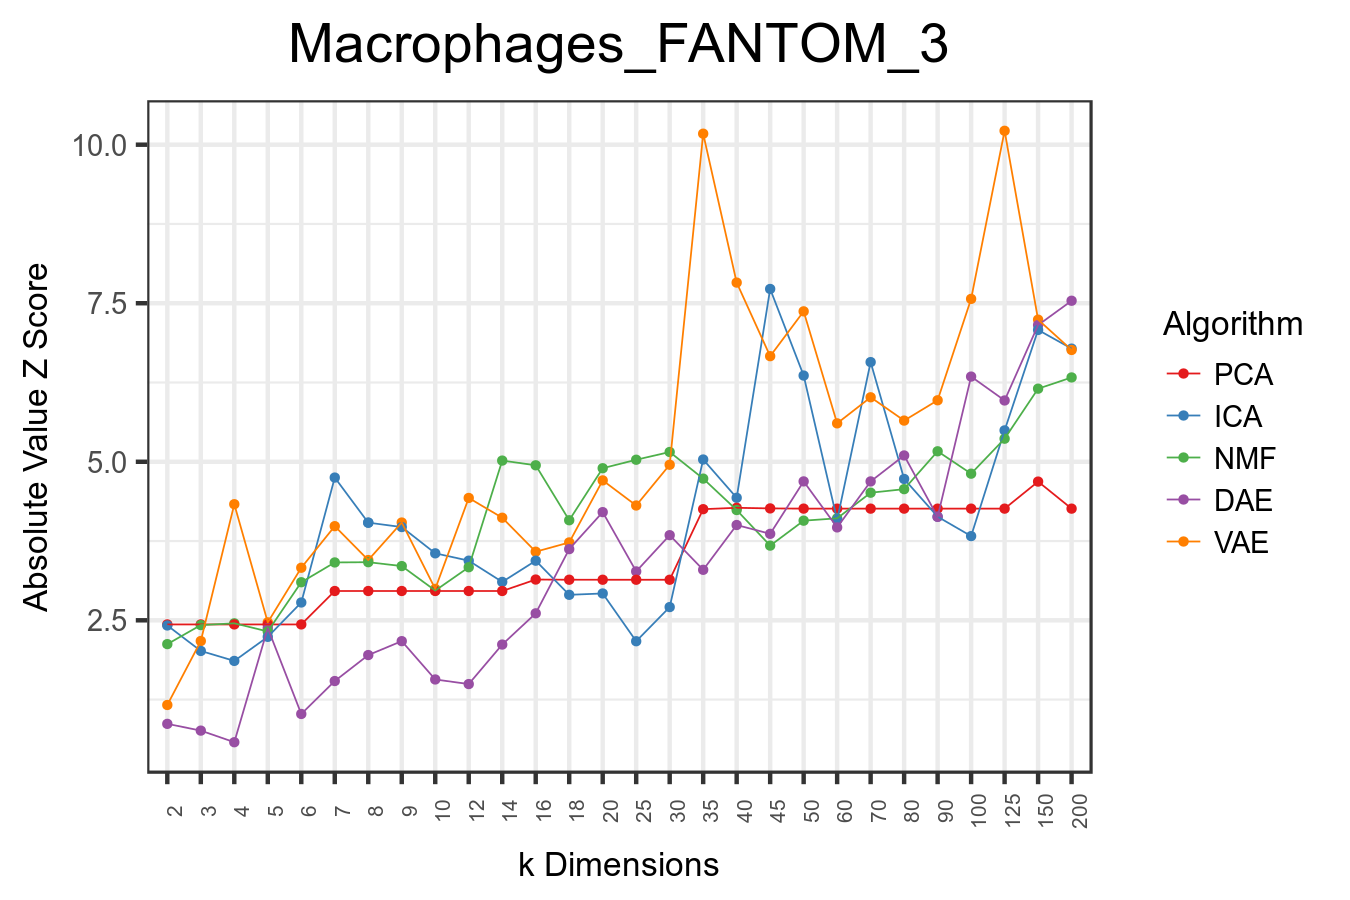 Macrophages_FANTOM_3
Absolute Value Z Score
10.0
7.5
5.0
2.5
2 3 4 5 6 7 8 9 10 12 14 16 18 20 25 30 35 40 45 50 60 70 80 90 100 125 150 200
k Dimensions
Algorithm
PCA
ICA
NMF
DAE
VAE